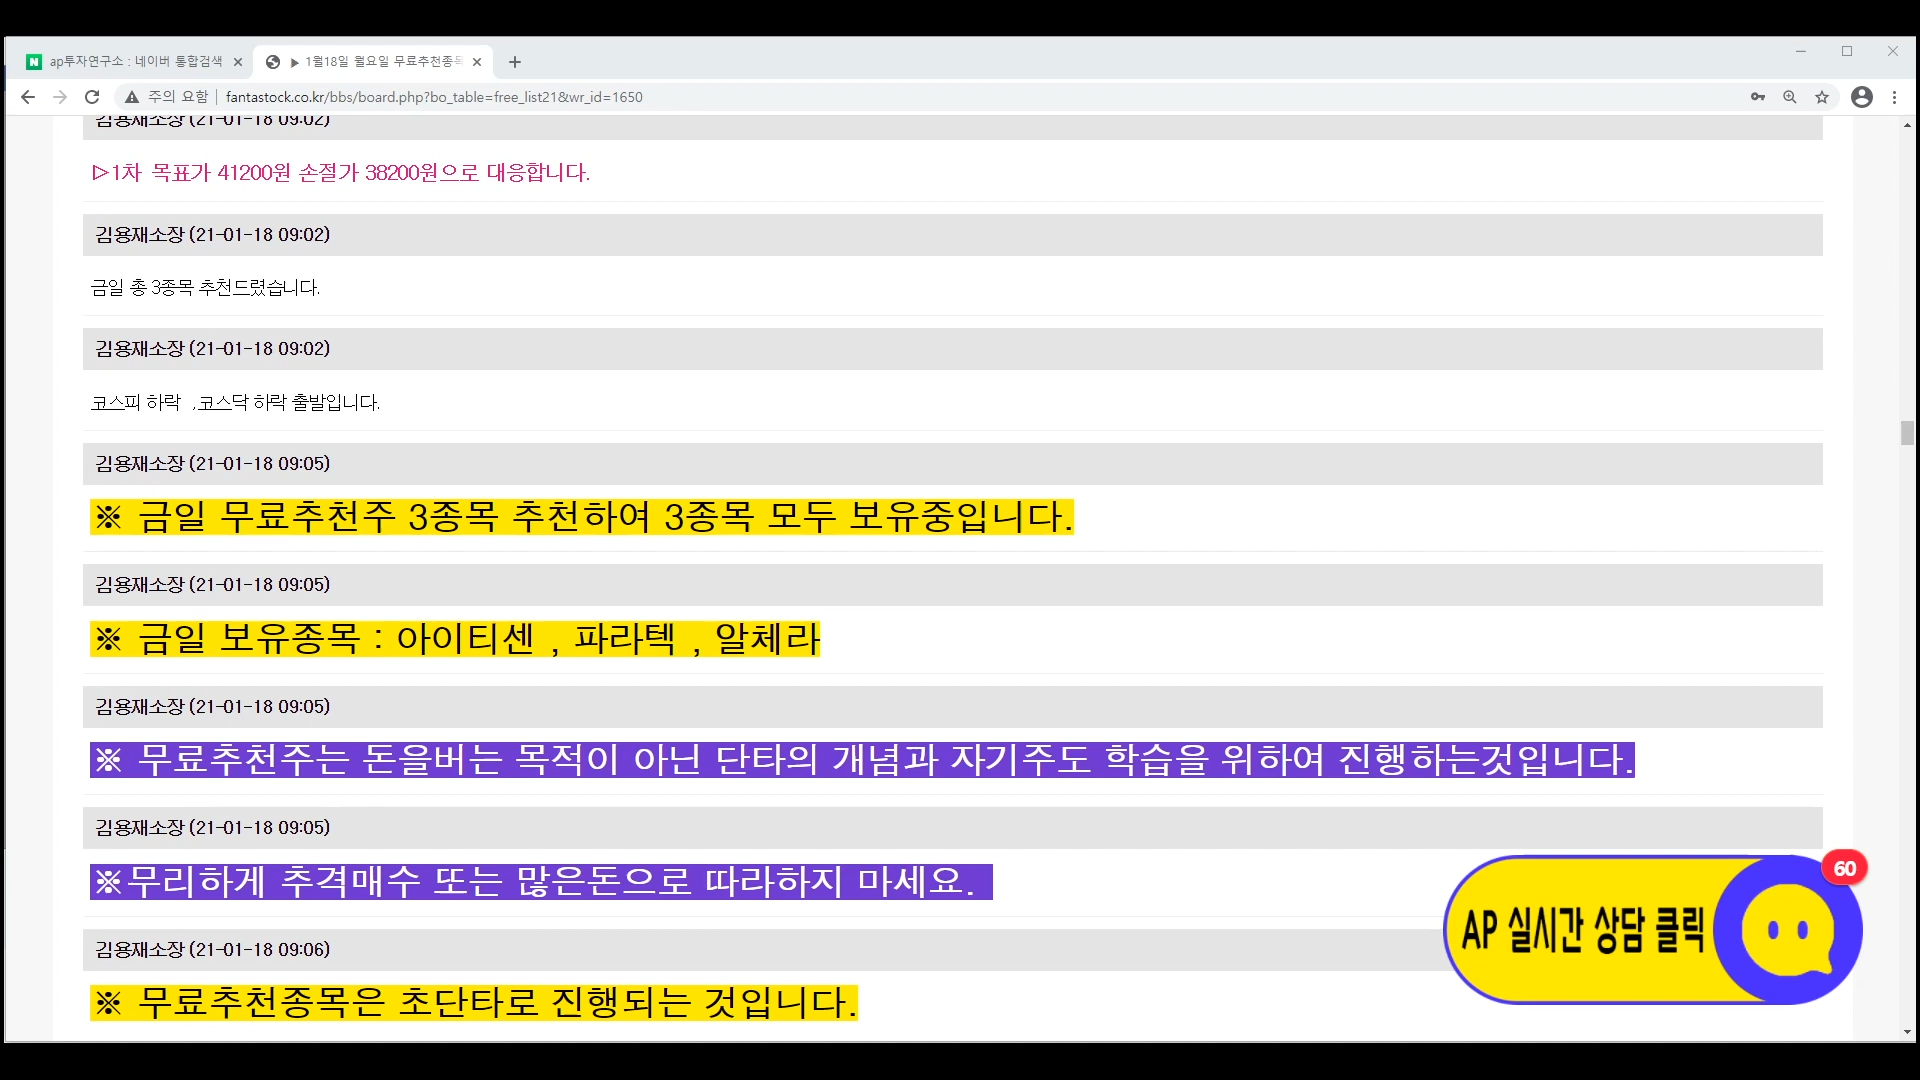 ap투자연구소 : 네이버 통합검색
▶ 1월18일 월요일 무료추천종목
주의 요함
fantastock.co.kr/bbs/board.php?bo_table=free_list21&wr_id=1650
김용재소장 (21-01-18 09:02)
▷1차 목표가 41200원 손절가 38200원으로 대응합니다.
김용재소장 (21-01-18 09:02)
금일 총 3종목 추천드렸습니다.
김용재소장 (21-01-18 09:02)
코스피 하락 ,코스닥 하락 출발입니다.
김용재소장 (21-01-18 09:05)
※ 금일 무료추천주 3종목 추천하여 3종목 모두 보유중입니다.
김용재소장 (21-01-18 09:05)
※ 금일 보유종목 : 아이티센 , 파라텍 , 알체라
김용재소장 (21-01-18 09:05)
※ 무료추천주는 돈을버는 목적이 아닌 단타의 개념과 자기주도 학습을 위하여 진행하는것입니다.
김용재소장 (21-01-18 09:05)
※무리하게 추격매수 또는 많은돈으로 따라하지 마세요.
김용재소장 (21-01-18 09:06)
※ 무료추천종목은 초단타로 진행되는 것입니다.
AP 실시간 상담 클릭
60